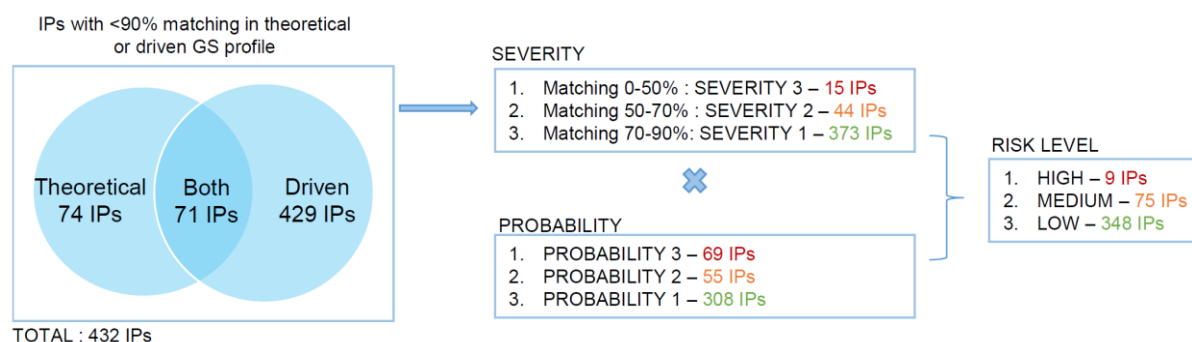 IPs with <90% matching in theoretical
or driven GS profile
Theoretical
74 IPs
Both
71 IPs
Driven
429 IPs
TOTAL : 432 IPs
SEVERITY
1. Matching 0-50% : SEVERITY 3 – 15 IPs
2. Matching 50-70% : SEVERITY 2 – 44 IPs
3. Matching 70-90%: SEVERITY 1 – 373 IPs
PROBABILITY
1. PROBABILITY 3 – 69 IPs
2. PROBABILITY 2 – 55 IPs
3. PROBABILITY 1 – 308 IPs
RISK LEVEL
1. HIGH – 9 IPs
2. MEDIUM – 75 IPs
3. LOW – 348 IPs